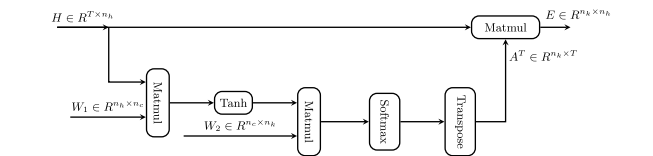 H ∈ R^{T×n_h}
Matmul
E ∈ R^{n_k×n_h}
A^T ∈ R^{n_k×T}
W_1 ∈ R^{n_h×n_c}
Matmul
Tanh
W_2 ∈ R^{n_c×n_k}
Matmul
Softmax
Transpose